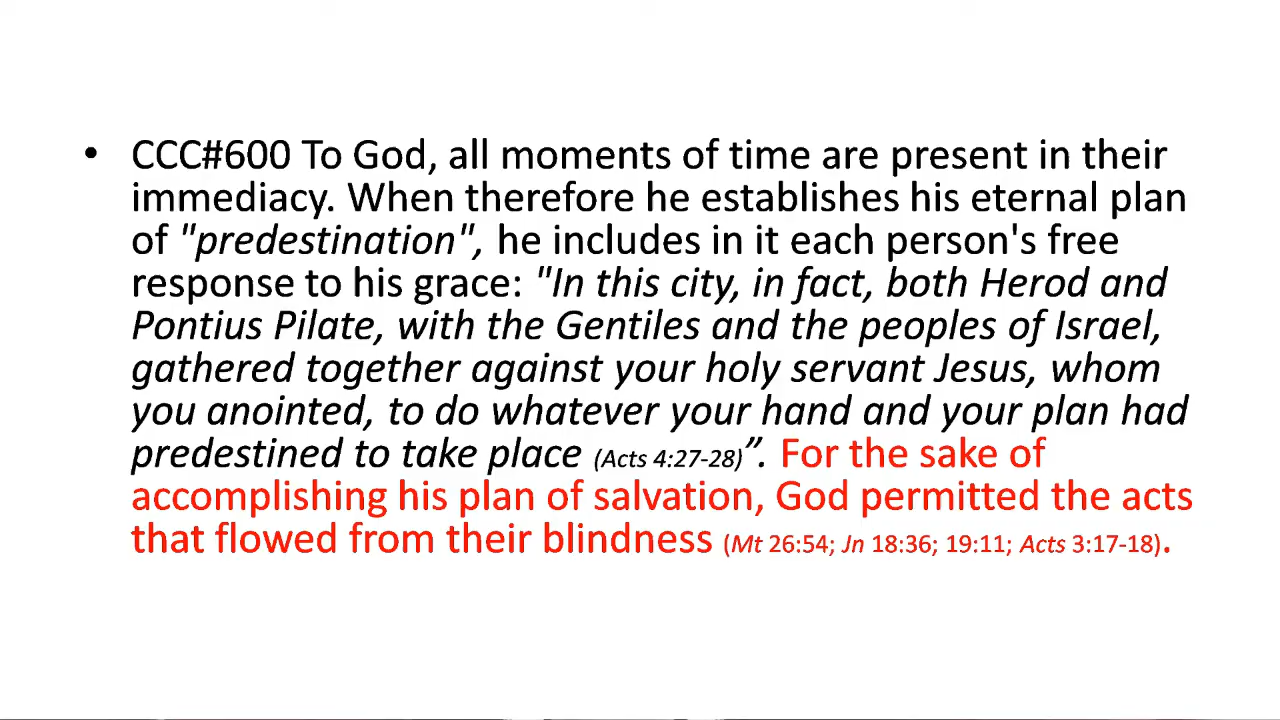 • CCC#600 To God, all moments of time are present in their
immediacy. When therefore he establishes his eternal plan
of "predestination", he includes in it each person's free
response to his grace: "In this city, in fact, both Herod and
Pontius Pilate, with the Gentiles and the peoples of Israel,
gathered together against your holy servant Jesus, whom
you anointed, to do whatever your hand and your plan had
predestined to take place (Acts 4:27-28)”. For the sake of
accomplishing his plan of salvation, God permitted the acts
that flowed from their blindness (Mt 26:54; Jn 18:36; 19:11; Acts 3:17-18).